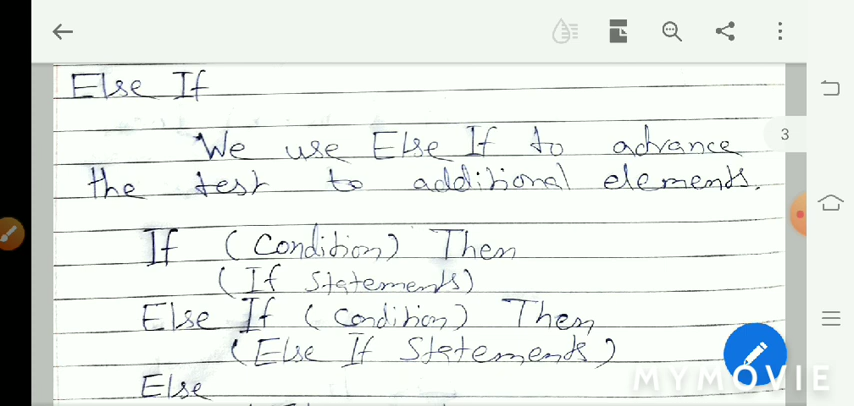 Else If
3
We use Else If to advance
the test to additional elements.
If (Condition) Then
(If Statements)
Else If (Condition) Then
(Else If Statements)
Else
MYMOVIE